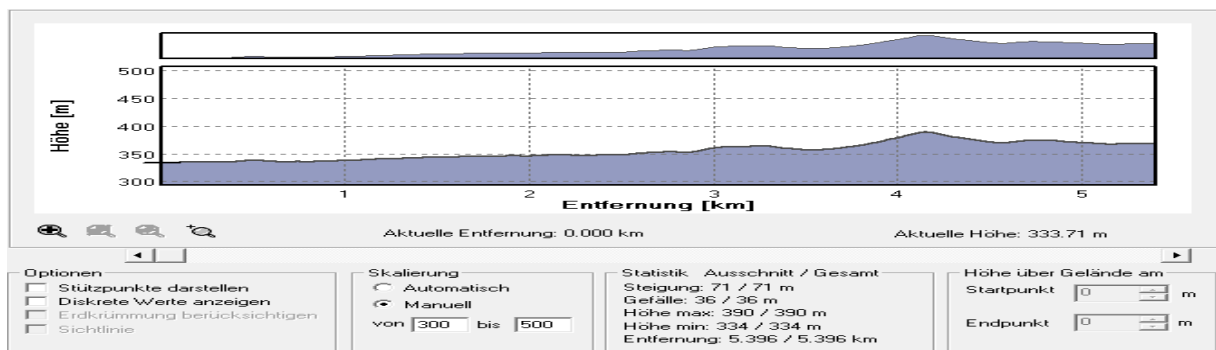 500
450
400
350
300
Höhe [m]
1 2 3 4 5
Entfernung [km]
Aktuelle Entfernung: 0.000 km
Aktuelle Höhe: 333.71 m
Optionen
Stützpunkte darstellen
Diskrete Werte anzeigen
Erdkrümmung berücksichtigen
Sichtlinie
Skalierung
Automatisch
Manuell
von 300 bis 500
Statistik Ausschnitt / Gesamt
Steigung: 71 / 71 m
Gefälle: 36 / 36 m
Höhe max: 390 / 390 m
Höhe min: 334 / 334 m
Entfernung: 5.396 / 5.396 km
Höhe über Gelände am
Startpunkt 0 m
Endpunkt 0 m